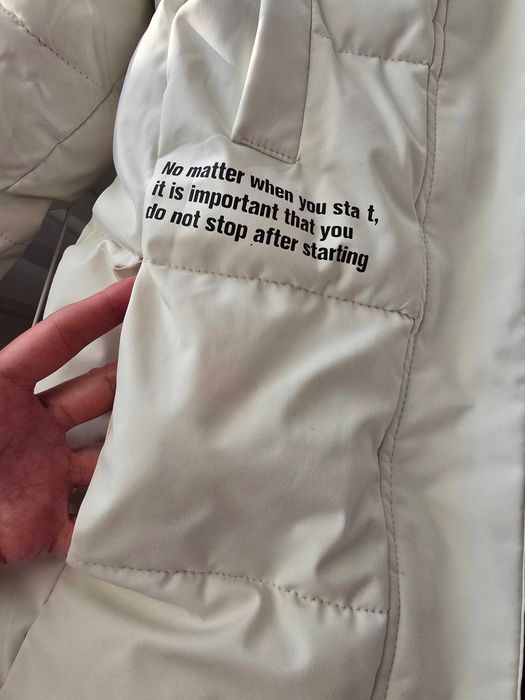 No matter when you sta t,
it is important that you
do not stop after starting